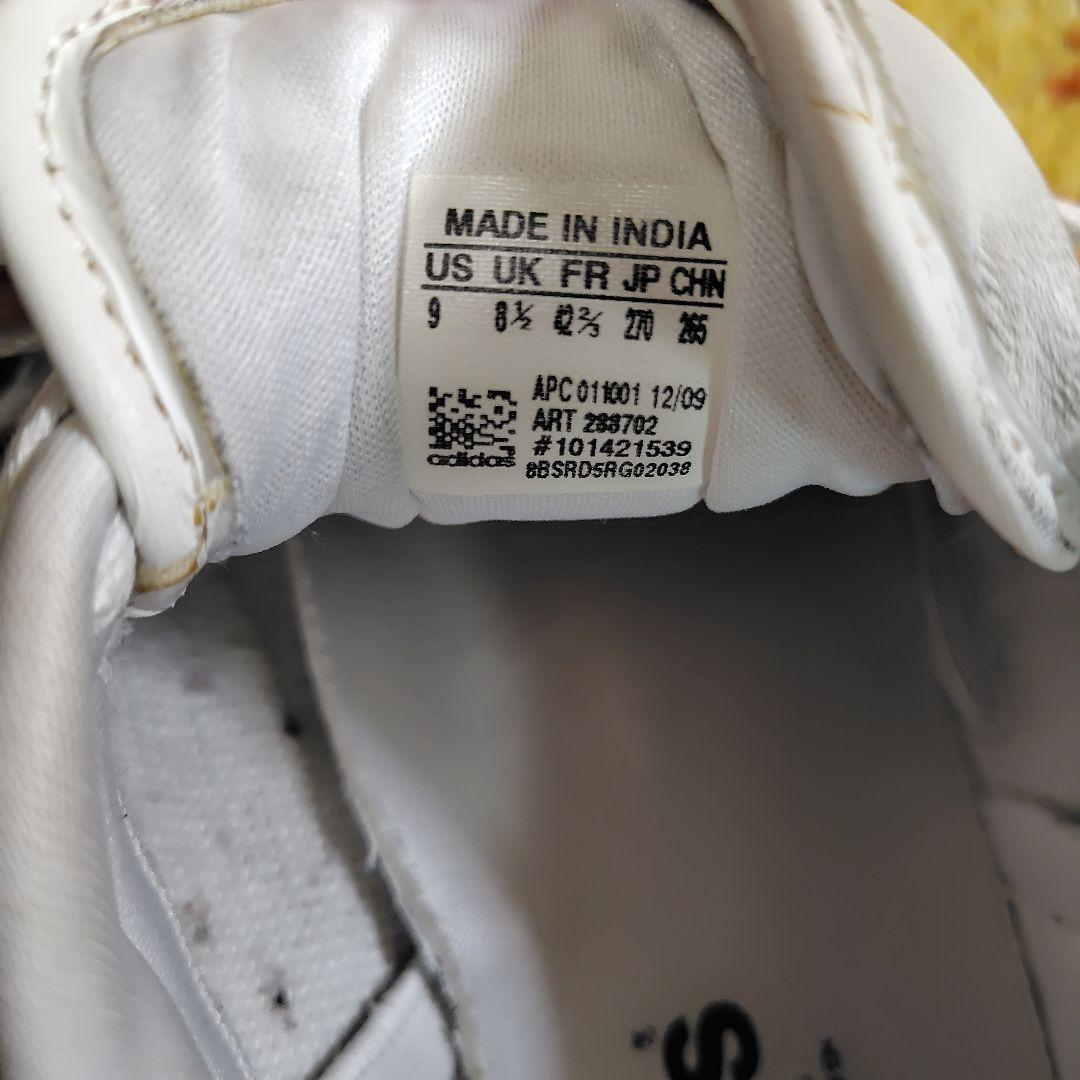 MADE IN INDIA
US UK FR JP CHN
9 8½ 42⅔ 270 265
APC 011001 12/09
ART 288702
#101421539
adidas 8BSRD5RG02038
S